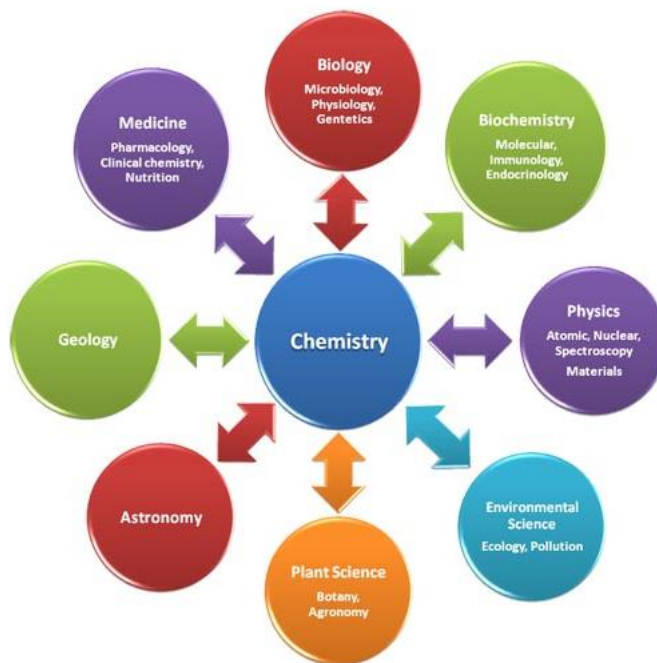 Biology
Microbiology,
Physiology,
Gentetics
Medicine
Pharmacology,
Clinical chemistry,
Nutrition
Biochemistry
Molecular,
Immunology,
Endocrinology
Geology
Chemistry
Physics
Atomic, Nuclear,
Spectroscopy
Materials
Astronomy
Environmental
Science
Ecology, Pollution
Plant Science
Botany,
Agronomy